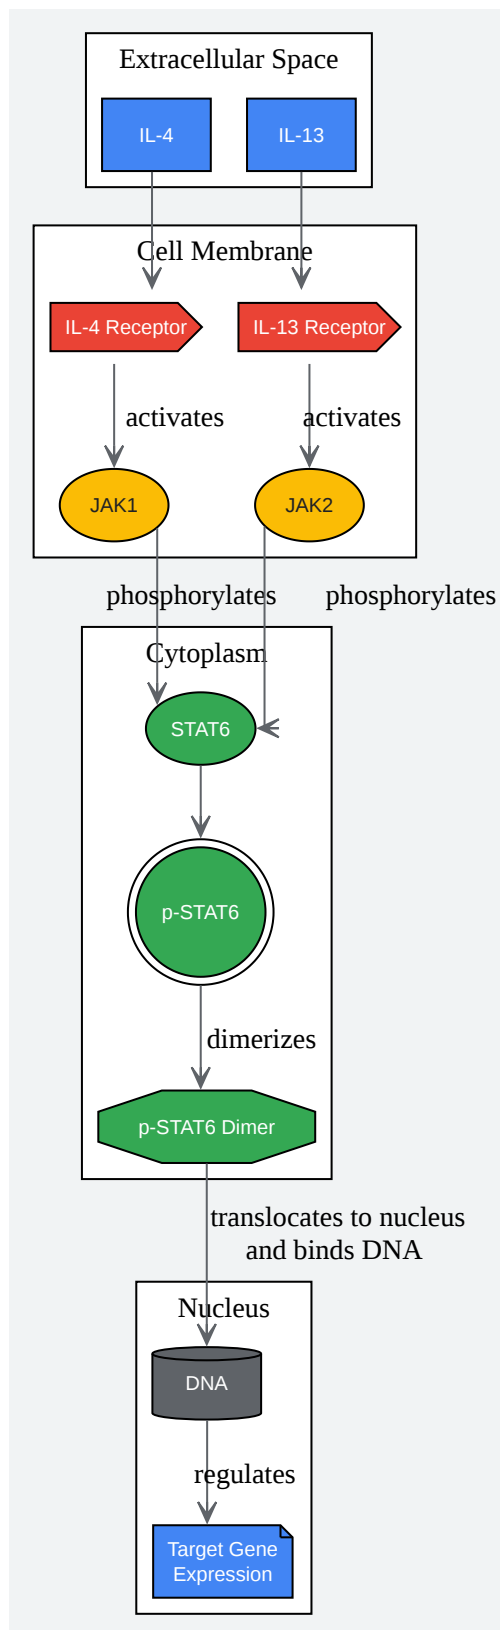 Extracellular Space
IL-4
IL-13
Cell Membrane
IL-4 Receptor
IL-13 Receptor
activates
activates
JAK1
JAK2
phosphorylates
phosphorylates
Cytoplasm
STAT6
p-STAT6
dimerizes
p-STAT6 Dimer
translocates to nucleus
and binds DNA
Nucleus
DNA
regulates
Target Gene
Expression